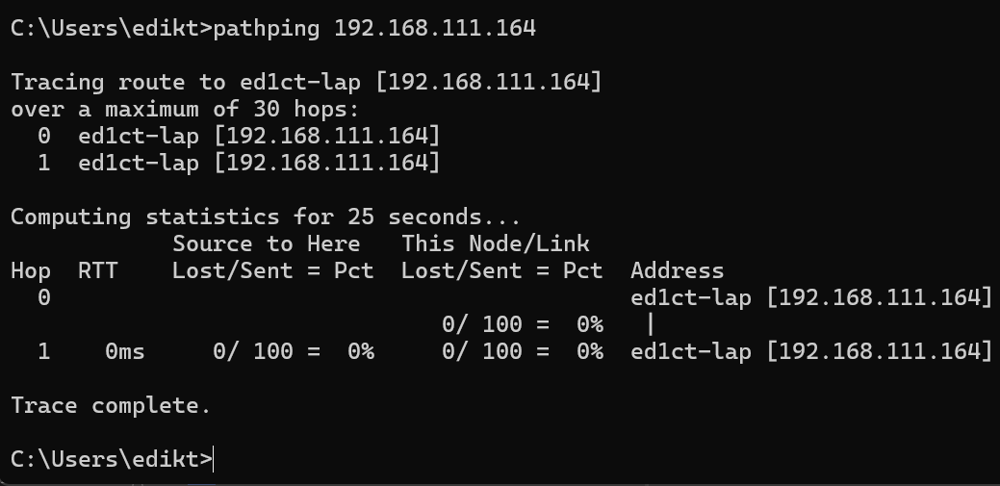 C:\Users\edikt>pathping 192.168.111.164
Tracing route to ed1ct-lap [192.168.111.164]
over a maximum of 30 hops:
  0  ed1ct-lap [192.168.111.164]
  1  ed1ct-lap [192.168.111.164]
Computing statistics for 25 seconds...
            Source to Here   This Node/Link
Hop  RTT    Lost/Sent = Pct  Lost/Sent = Pct  Address
  0                                           ed1ct-lap [192.168.111.164]
                                0/ 100 =  0%   |
  1    0ms     0/ 100 =  0%     0/ 100 =  0%  ed1ct-lap [192.168.111.164]
Trace complete.
C:\Users\edikt>